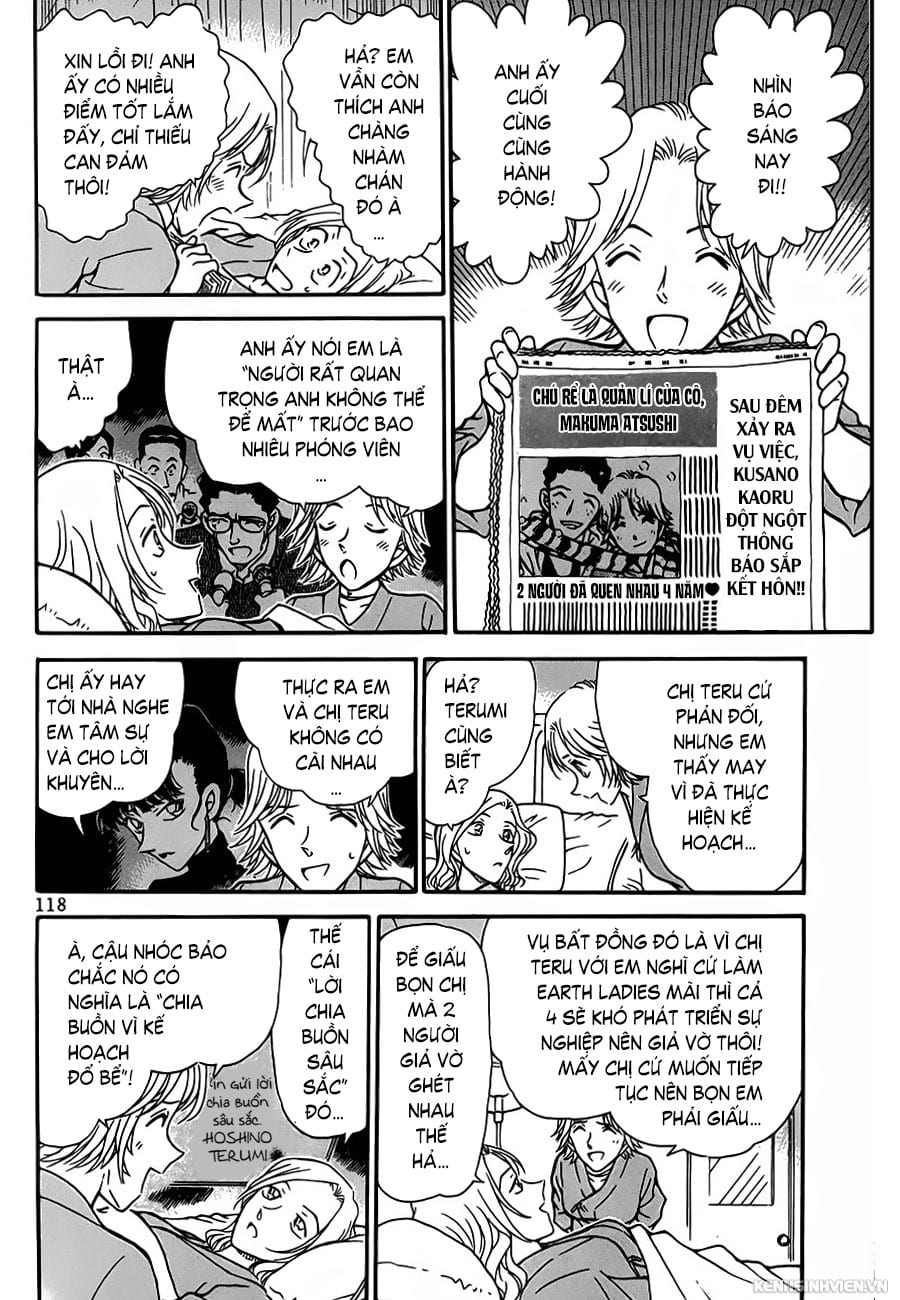 NHÌN
BÁO
SÁNG
NAY
ĐI!!
ANH ẤY
CUỐI
CÙNG
CŨNG
HÀNH
ĐỘNG!
SAU ĐÊM
XẢY RA
VỤ VIỆC,
KUSANO
KAORU
ĐỘT NGỘT
THÔNG
BÁO SẮP
KẾT HÔN!!
CHÚ RỂ LÀ QUẢN LÍ CỦA CÔ,
MAKUMA ATSUSHI
2 NGƯỜI ĐÃ QUEN NHAU 4 NĂM
HẢ? EM
VẪN CÒN
THÍCH ANH
CHÀNG
NHÀM
CHÁN
ĐÓ À
...
XIN LỖI ĐI! ANH
ẤY CÓ NHIỀU
ĐIỂM TỐT LẮM
ĐẤY, CHỈ THIẾU
CAN ĐẢM
THÔI!
ANH ẤY NÓI EM LÀ
“NGƯỜI RẤT QUAN
TRỌNG ANH KHÔNG THỂ
ĐỂ MẤT” TRƯỚC BAO
NHIÊU PHÓNG VIÊN
...
THẬT
À...
CHỊ TERU CỨ
PHẢN ĐỐI,
NHƯNG EM
THẤY MAY
VÌ ĐÃ THỰC
HIỆN KẾ
HOẠCH...
HẢ?
TERUMI
CŨNG
BIẾT
À?
THỰC RA EM
VÀ CHỊ TERU
KHÔNG CÓ
CÃI NHAU
...
CHỊ ẤY HAY
TỚI NHÀ NGHE
EM TÂM SỰ
VÀ CHO LỜI
KHUYÊN...
118
VỤ BẤT ĐỒNG ĐÓ LÀ VÌ CHỊ
TERU VỚI EM NGHĨ CỨ LÀM
EARTH LADIES MÃI THÌ CẢ
4 SẼ KHÓ PHÁT TRIỂN SỰ
NGHIỆP NÊN GIẢ VỜ THÔI!
MẤY CHỊ CỨ MUỐN TIẾP
TỤC NÊN BỌN EM
PHẢI GIẤU...
ĐỂ GIẤU
BỌN CHỊ
MÀ 2
NGƯỜI
GIẢ VỜ
GHÉT
NHAU
THẾ
HẢ...
THẾ
CÁI
“LỜI
CHIA
BUỒN
SÂU
SẮC”
ĐÓ...
À, CẬU NHÓC BẢO
CHẮC NÓ CÓ
NGHĨA LÀ “CHIA
BUỒN VÌ KẾ
HOẠCH
ĐỔ BỂ”!
in gửi lời
chia buồn
sâu sắc.
HOSHINO
TERUMI
KENHSINHVIEN.VN